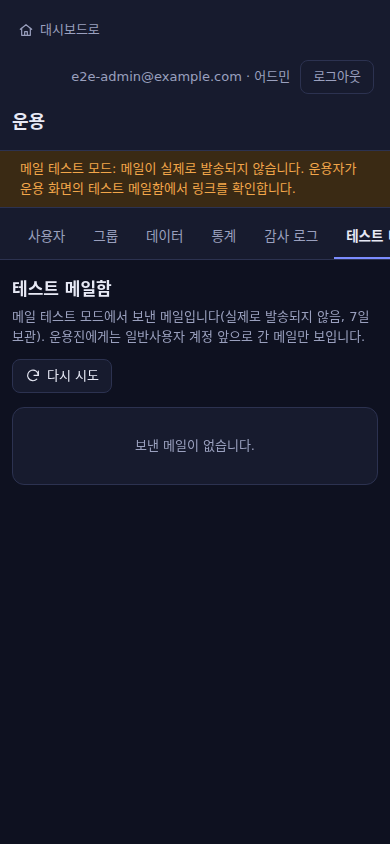 대시보드로
e2e-admin@example.com · 어드민
로그아웃
운용
메일 테스트 모드: 메일이 실제로 발송되지 않습니다. 운용자가
운용 화면의 테스트 메일함에서 링크를 확인합니다.
사용자 그룹 데이터 통계 감사 로그 테스트
테스트 메일함
메일 테스트 모드에서 보낸 메일입니다(실제로 발송되지 않음, 7일
보관). 운용진에게는 일반사용자 계정 앞으로 간 메일만 보입니다.
다시 시도
보낸 메일이 없습니다.